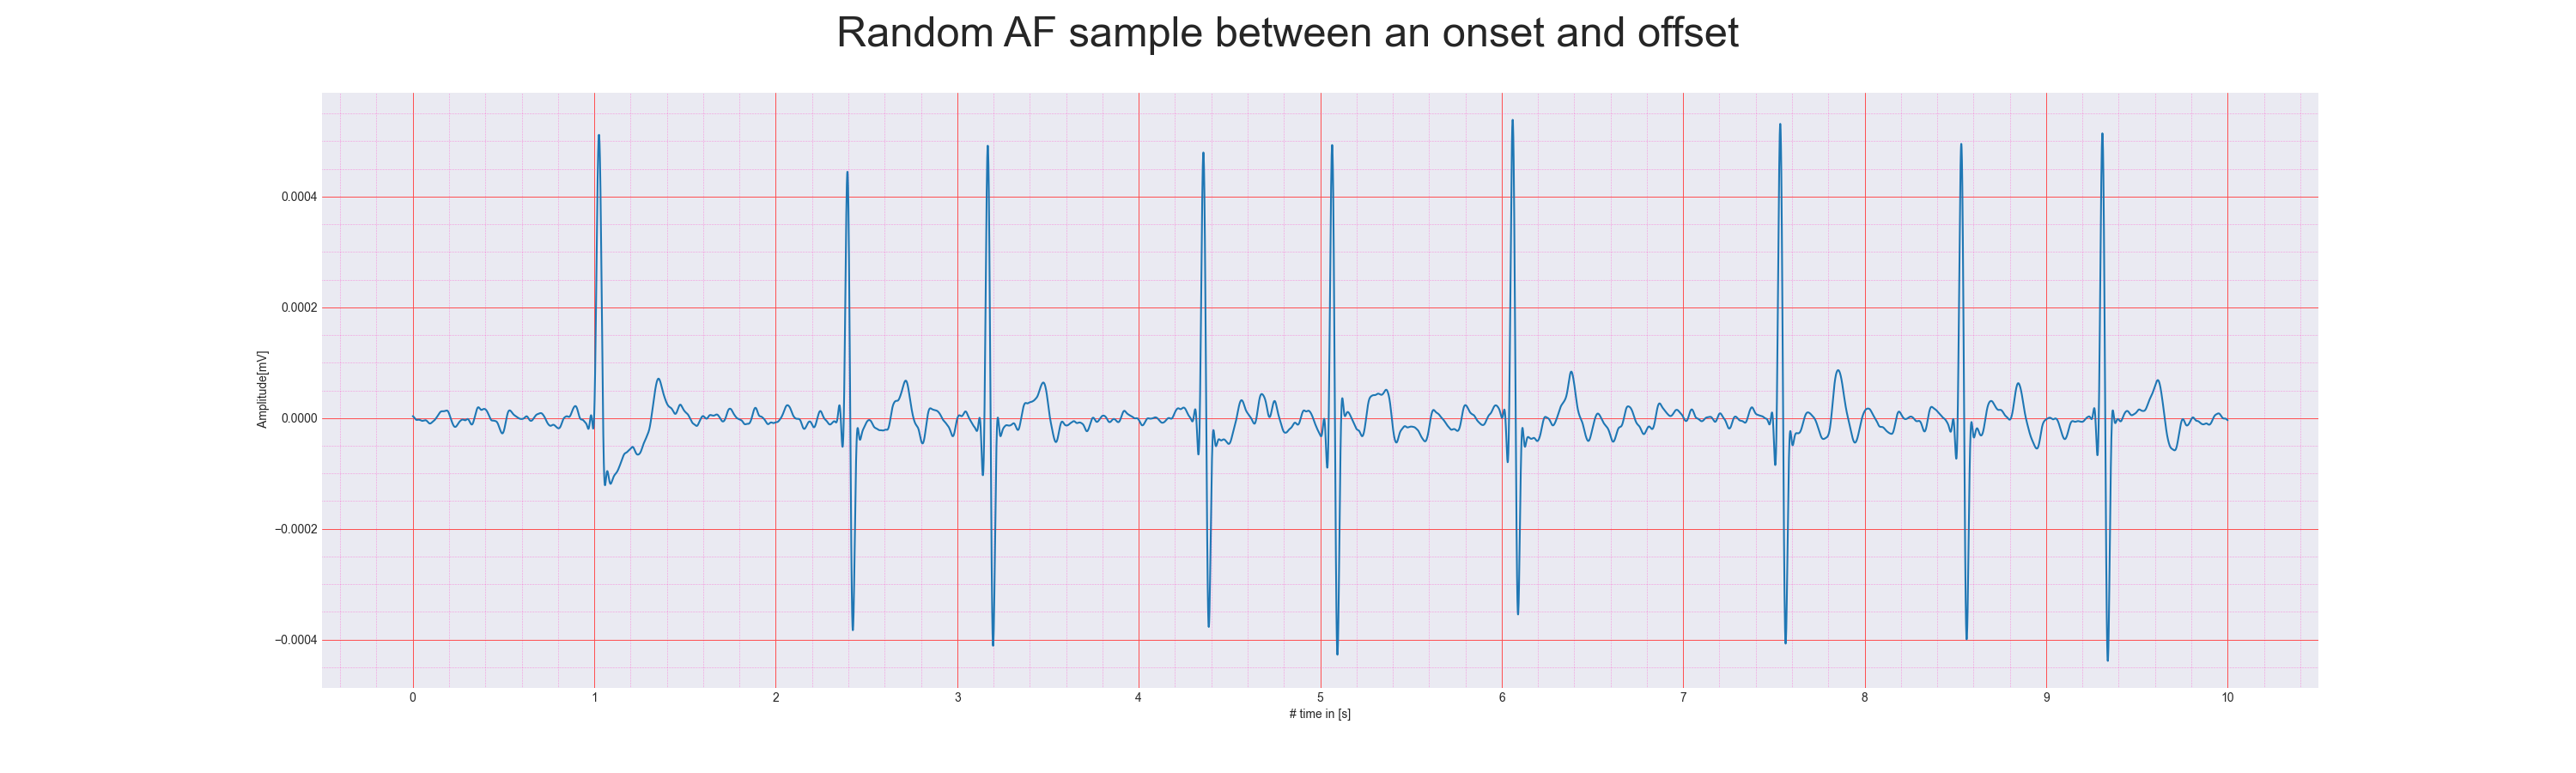 Random AF sample between an onset and offset
Amplitude[mV]
0.0004
0.0002
0.0000
−0.0002
−0.0004
0 1 2 3 4 5 6 7 8 9 10
# time in [s]